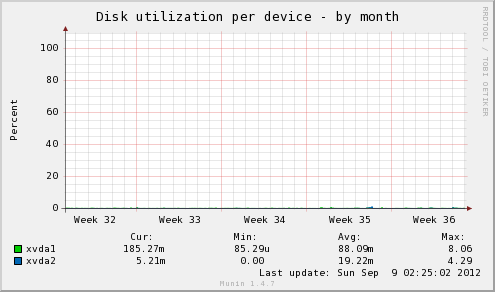 Disk utilization per device - by month
RRDTOOL / TOBI OETIKER
Percent
100
80
60
40
20
0
Week 32 Week 33 Week 34 Week 35 Week 36
Cur: Min: Avg: Max:
xvda1 185.27m 85.29u 88.09m 8.06
xvda2 5.21m 0.00 19.22m 4.29
Last update: Sun Sep 9 02:25:02 2012
Munin 1.4.7